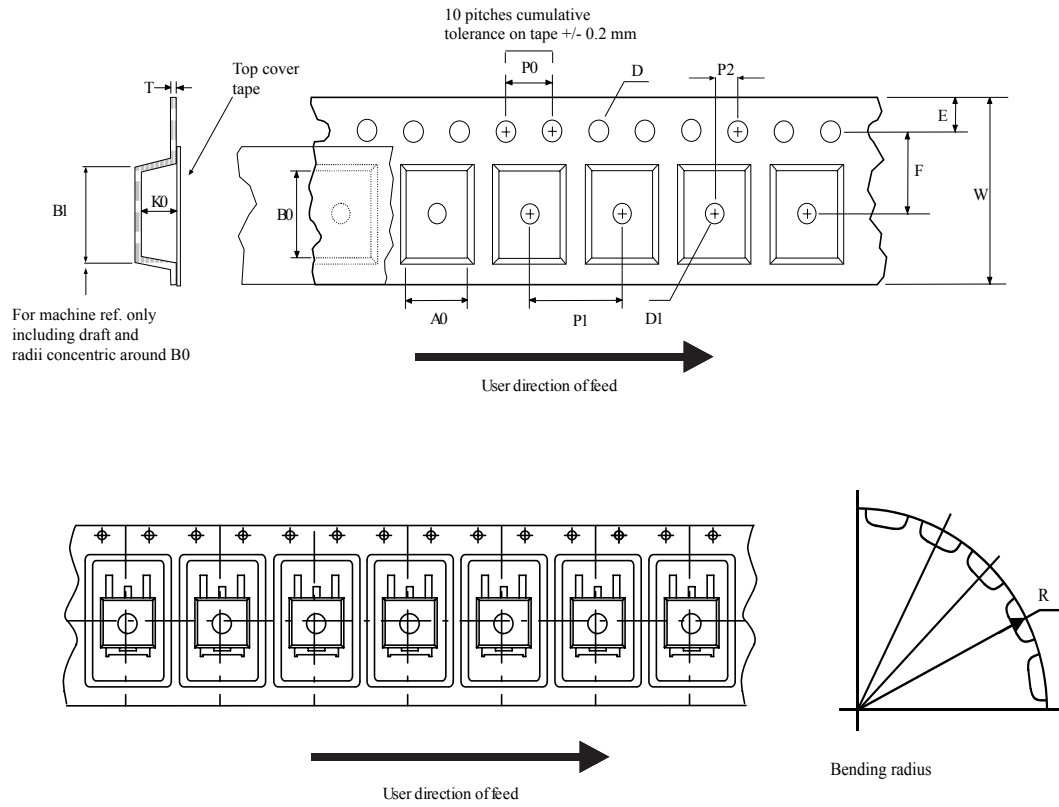 10 pitches cumulative
tolerance on tape +/- 0.2 mm
P0
D
P2
T
Top cover
tape
E
F
W
B1
K0
B0
For machine ref. only
including draft and
radii concentric around B0
A0
P1
D1
User direction of feed
R
Bending radius
User direction of feed